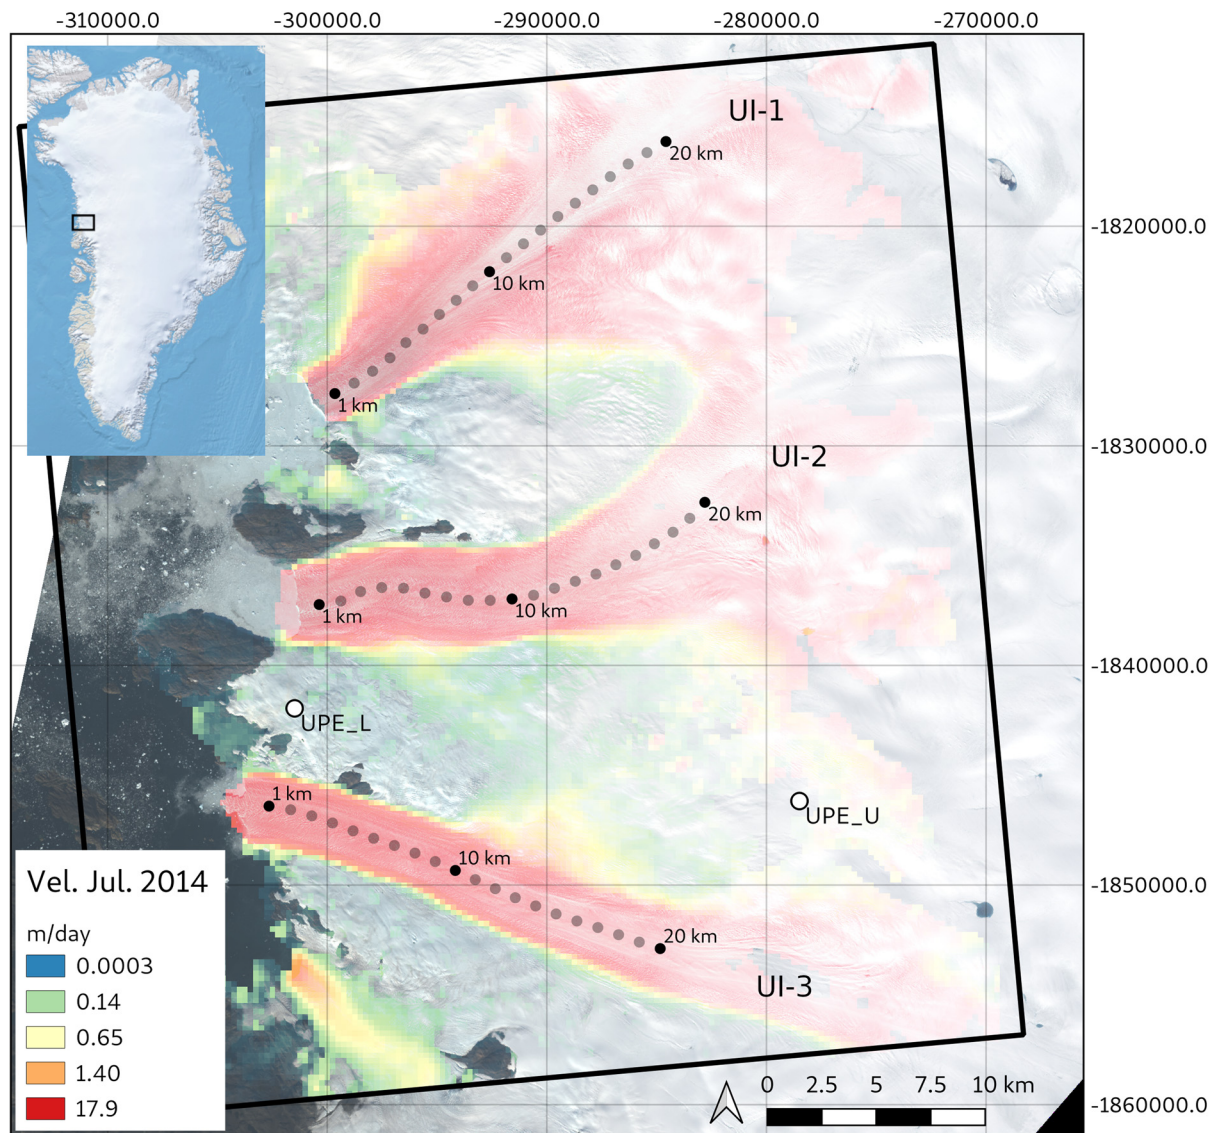 -310000.0 -300000.0 -290000.0 -280000.0 -270000.0
UI-1
20 km
-1820000.0
10 km
1 km
-1830000.0
UI-2
20 km
1 km
10 km
-1840000.0
UPE_L
1 km
UPE_U
10 km
-1850000.0
Vel. Jul. 2014
20 km
m/day
0.0003
UI-3
0.14
0.65
1.40
0 2.5 5 7.5 10 km
17.9
-1860000.0